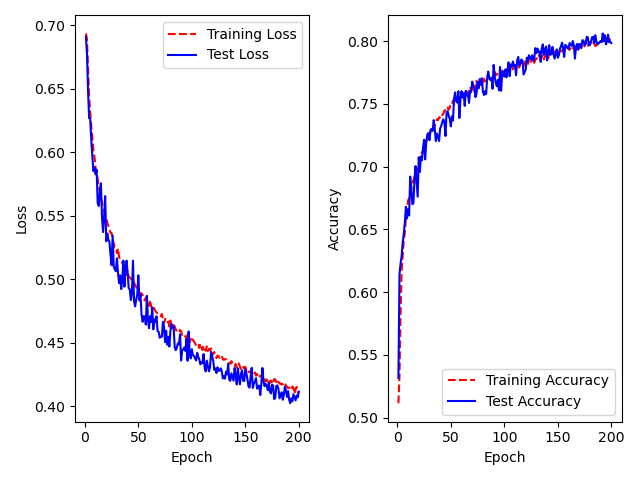 0.70
0.65
0.60
0.55
0.50
0.45
0.40
Loss
0 50 100 150 200
Epoch
Training Loss
Test Loss
0.80
0.75
0.70
0.65
0.60
0.55
0.50
Accuracy
0 50 100 150 200
Epoch
Training Accuracy
Test Accuracy